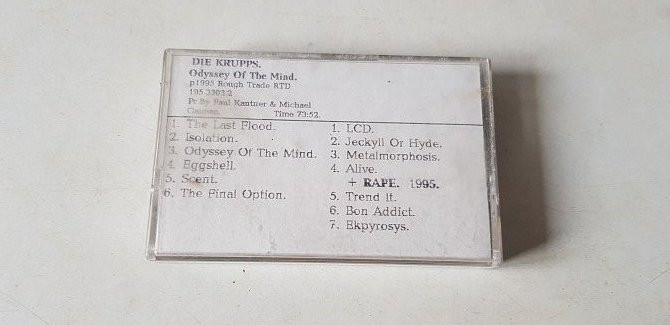 DIE KRUPPS.
Odyssey Of The Mind.
p1995 Rough Trade RTD
195.3303.2
Pr By Paul Kantner & Michael
Time 73:52.
1. The Last Flood.
2. Isolation.
3. Odyssey Of The Mind.
4. Eggshell.
5. Scent.
6. The Final Option.
1. LCD.
2. Jeckyll Or Hyde.
3. Metalmorphosis.
4. Alive.
+ RAPE. 1995.
5. Trend It.
6. Bon Addict.
7. Ekpyrosys.